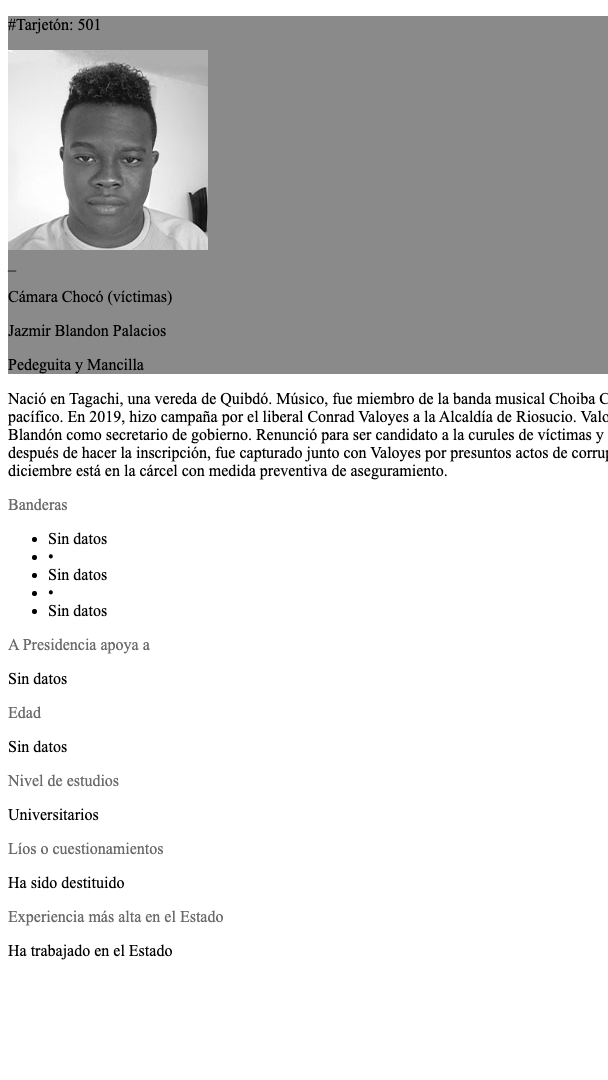 #Tarjetón: 501
_
Cámara Chocó (víctimas)
Jazmir Blandon Palacios
Pedeguita y Mancilla
Nació en Tagachi, una vereda de Quibdó. Músico, fue miembro de la banda musical Choiba C
pacífico. En 2019, hizo campaña por el liberal Conrad Valoyes a la Alcaldía de Riosucio. Valo
Blandón como secretario de gobierno. Renunció para ser candidato a la curules de víctimas y
después de hacer la inscripción, fue capturado junto con Valoyes por presuntos actos de corrup
diciembre está en la cárcel con medida preventiva de aseguramiento.
Banderas
• Sin datos
• •
• Sin datos
• •
• Sin datos
A Presidencia apoya a
Sin datos
Edad
Sin datos
Nivel de estudios
Universitarios
Líos o cuestionamientos
Ha sido destituido
Experiencia más alta en el Estado
Ha trabajado en el Estado